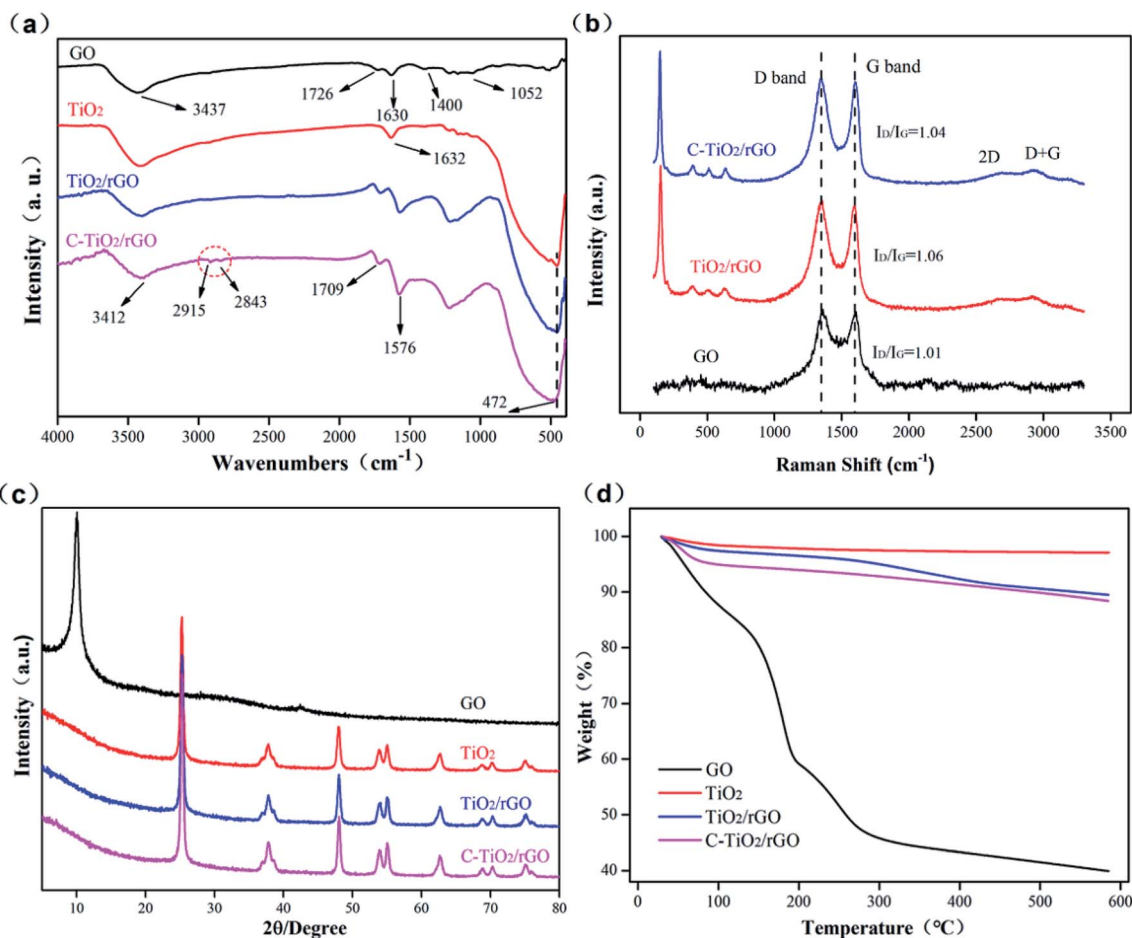 (a)
GO
3437
1726
1630
1400
1052
TiO2
1632
TiO2/rGO
C-TiO2/rGO
3412
2915
2843
1709
1576
472
Intensity (a. u.)
4000 3500 3000 2500 2000 1500 1000 500
Wavenumbers (cm-1)
(b)
D band
G band
C-TiO2/rGO
ID/IG=1.04
2D
D+G
TiO2/rGO
ID/IG=1.06
GO
ID/IG=1.01
Intensity (a.u.)
0 500 1000 1500 2000 2500 3000 3500
Raman Shift (cm-1)
(c)
GO
TiO2
TiO2/rGO
C-TiO2/rGO
Intensity (a.u.)
10 20 30 40 50 60 70 80
2θ/Degree
(d)
100
90
80
70
60
50
40
Weight (%)
GO
TiO2
TiO2/rGO
C-TiO2/rGO
0 100 200 300 400 500 600
Temperature (°C)